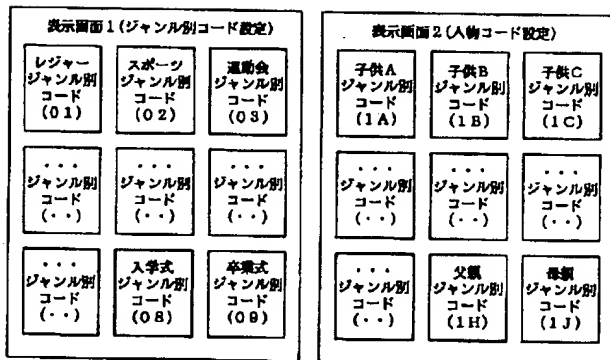 表示画面1(ジャンル別コード設定)
レジャー
ジャンル別
コード
(01)
スポーツ
ジャンル別
コード
(02)
運動会
ジャンル別
コード
(03)
・・・
ジャンル別
コード
(・・)
・・・
ジャンル別
コード
(・・)
・・・
ジャンル別
コード
(・・)
・・・
ジャンル別
コード
(・・)
入学式
ジャンル別
コード
(08)
卒業式
ジャンル別
コード
(09)
表示画面2(人物コード設定)
子供A
ジャンル別
コード
(1A)
子供B
ジャンル別
コード
(1B)
子供C
ジャンル別
コード
(1C)
・・・
ジャンル別
コード
(・・)
・・・
ジャンル別
コード
(・・)
・・・
ジャンル別
コード
(・・)
・・・
ジャンル別
コード
(・・)
父親
ジャンル別
コード
(1H)
母親
ジャンル別
コード
(1J)